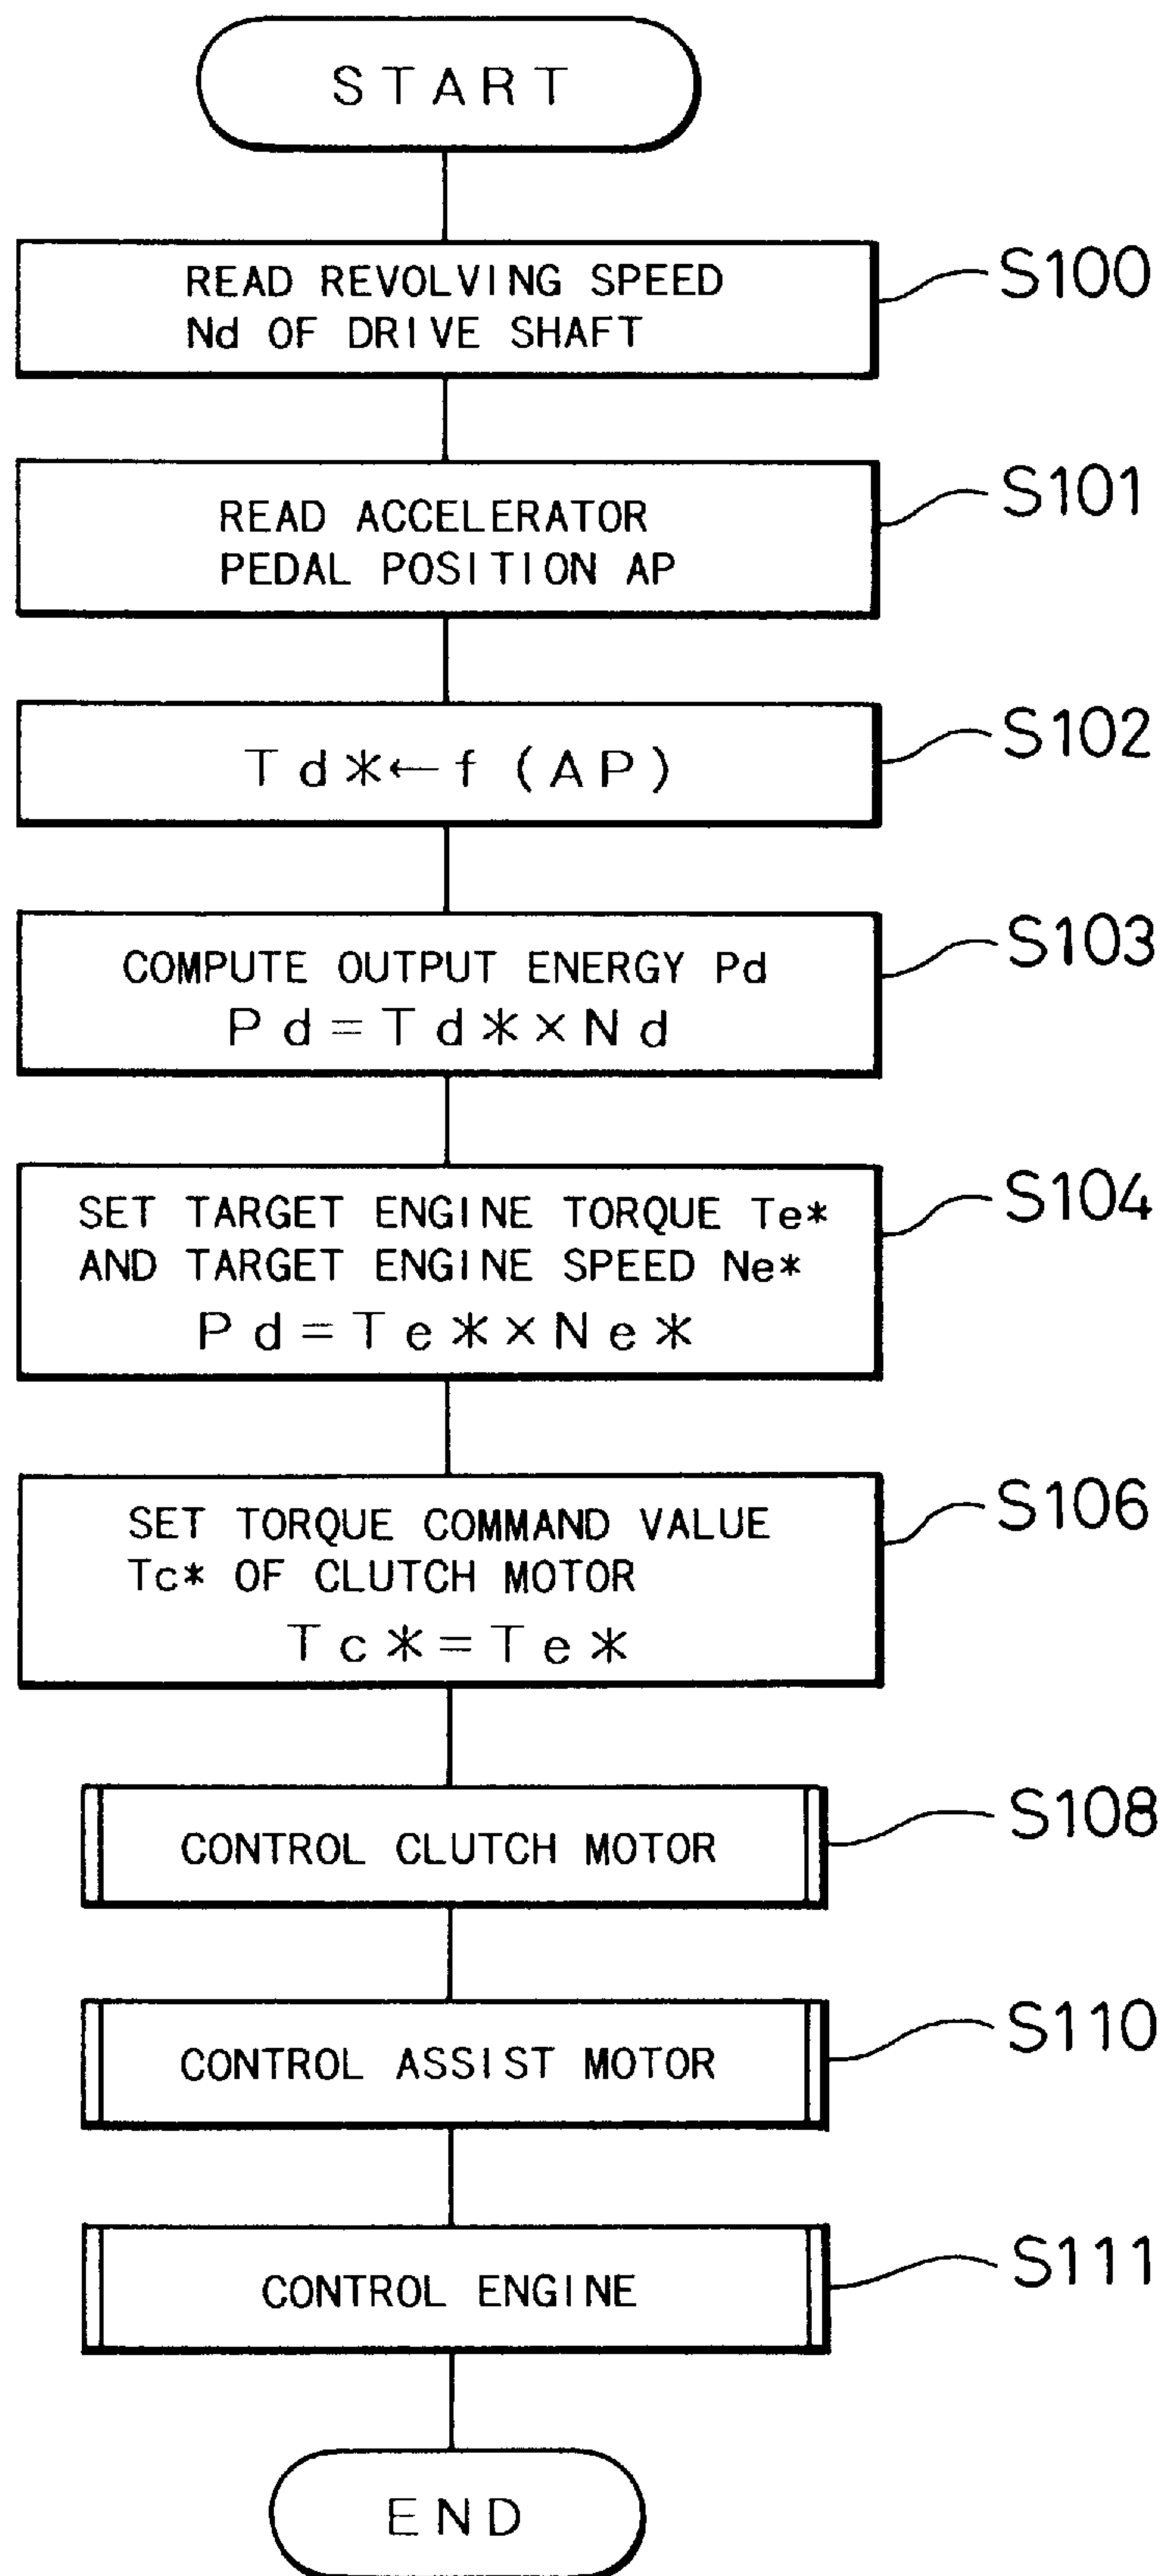 START
READ REVOLVING SPEED
Nd OF DRIVE SHAFT
S100
READ ACCELERATOR
PEDAL POSITION AP
S101
Td*←f(AP)
S102
COMPUTE OUTPUT ENERGY Pd
Pd=Td*×Nd
S103
SET TARGET ENGINE TORQUE Te*
AND TARGET ENGINE SPEED Ne*
Pd=Te*×Ne*
S104
SET TORQUE COMMAND VALUE
Tc* OF CLUTCH MOTOR
Tc*=Te*
S106
CONTROL CLUTCH MOTOR
S108
CONTROL ASSIST MOTOR
S110
CONTROL ENGINE
S111
END